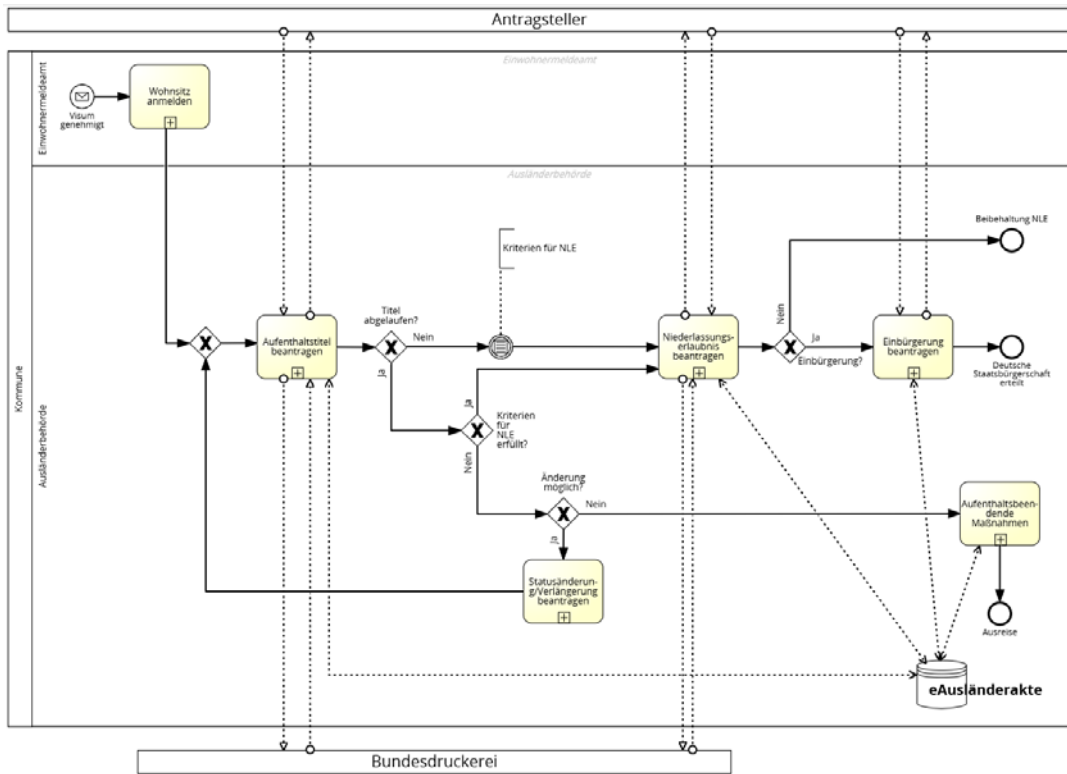 Antragsteller
Einwohnermeldeamt
Einwohnermeldeamt
Wohnsitz
anmelden
Visum
genehmigt
Kommune
Ausländerbehörde
Ausländerbehörde
Kriterien für NLE
Beibehaltung NLE
Titel
abgelaufen?
Nein
Ja
Aufenthaltstitel
beantragen
Niederlassungs-
erlaubnis
beantragen
Nein
Ja
Einbürgerung?
Einbürgerung
beantragen
Deutsche
Staatsbürgerschaft
erteilt
Ja
Kriterien
für
NLE
erfüllt?
Nein
Änderung
möglich?
Nein
Ja
Aufenthaltsbeen-
dende
Maßnahmen
Statusänderun-
g/Verlängerung
beantragen
Ausreise
eAusländerakte
Bundesdruckerei